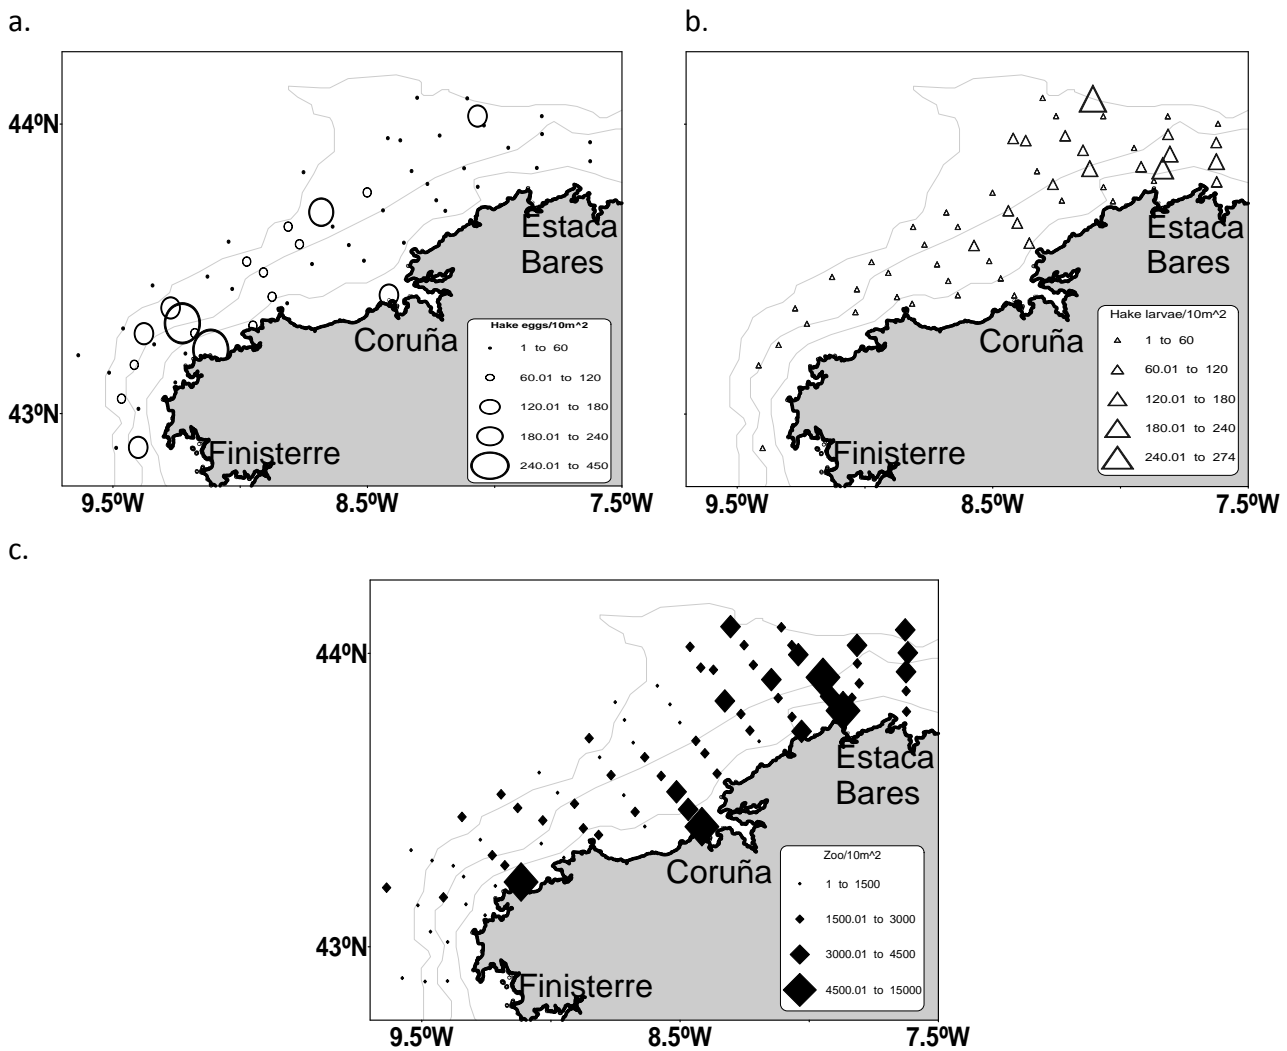 a.
44ºN
43ºN
9.5ºW
8.5ºW
7.5ºW
Estaca
Bares
Coruña
Finisterre
Hake eggs/10m^2
1 to 60
60.01 to 120
120.01 to 180
180.01 to 240
240.01 to 450
b.
9.5ºW
8.5ºW
7.5ºW
Estaca
Bares
Coruña
Finisterre
Hake larvae/10m^2
1 to 60
60.01 to 120
120.01 to 180
180.01 to 240
240.01 to 274
c.
44ºN
43ºN
9.5ºW
8.5ºW
7.5ºW
Estaca
Bares
Coruña
Finisterre
Zoo/10m^2
1 to 1500
1500.01 to 3000
3000.01 to 4500
4500.01 to 15000